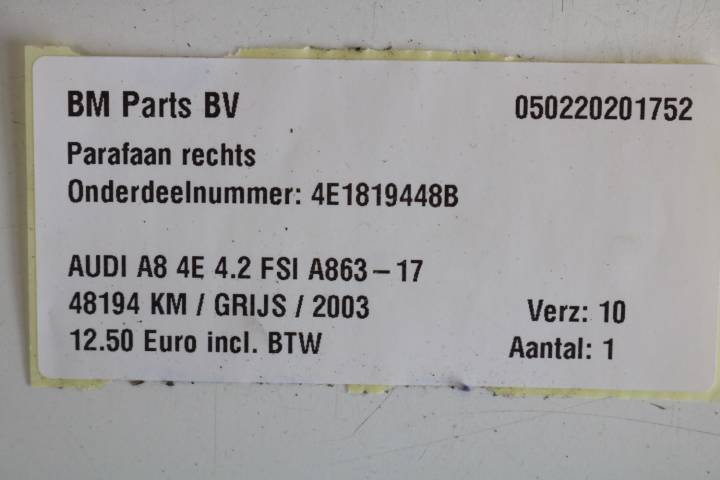 BM Parts BV 050220201752
Parafaan rechts
Onderdeelnummer: 4E1819448B
AUDI A8 4E 4.2 FSI A863-17
48194 KM / GRIJS / 2003 Verz: 10
12.50 Euro incl. BTW Aantal: 1